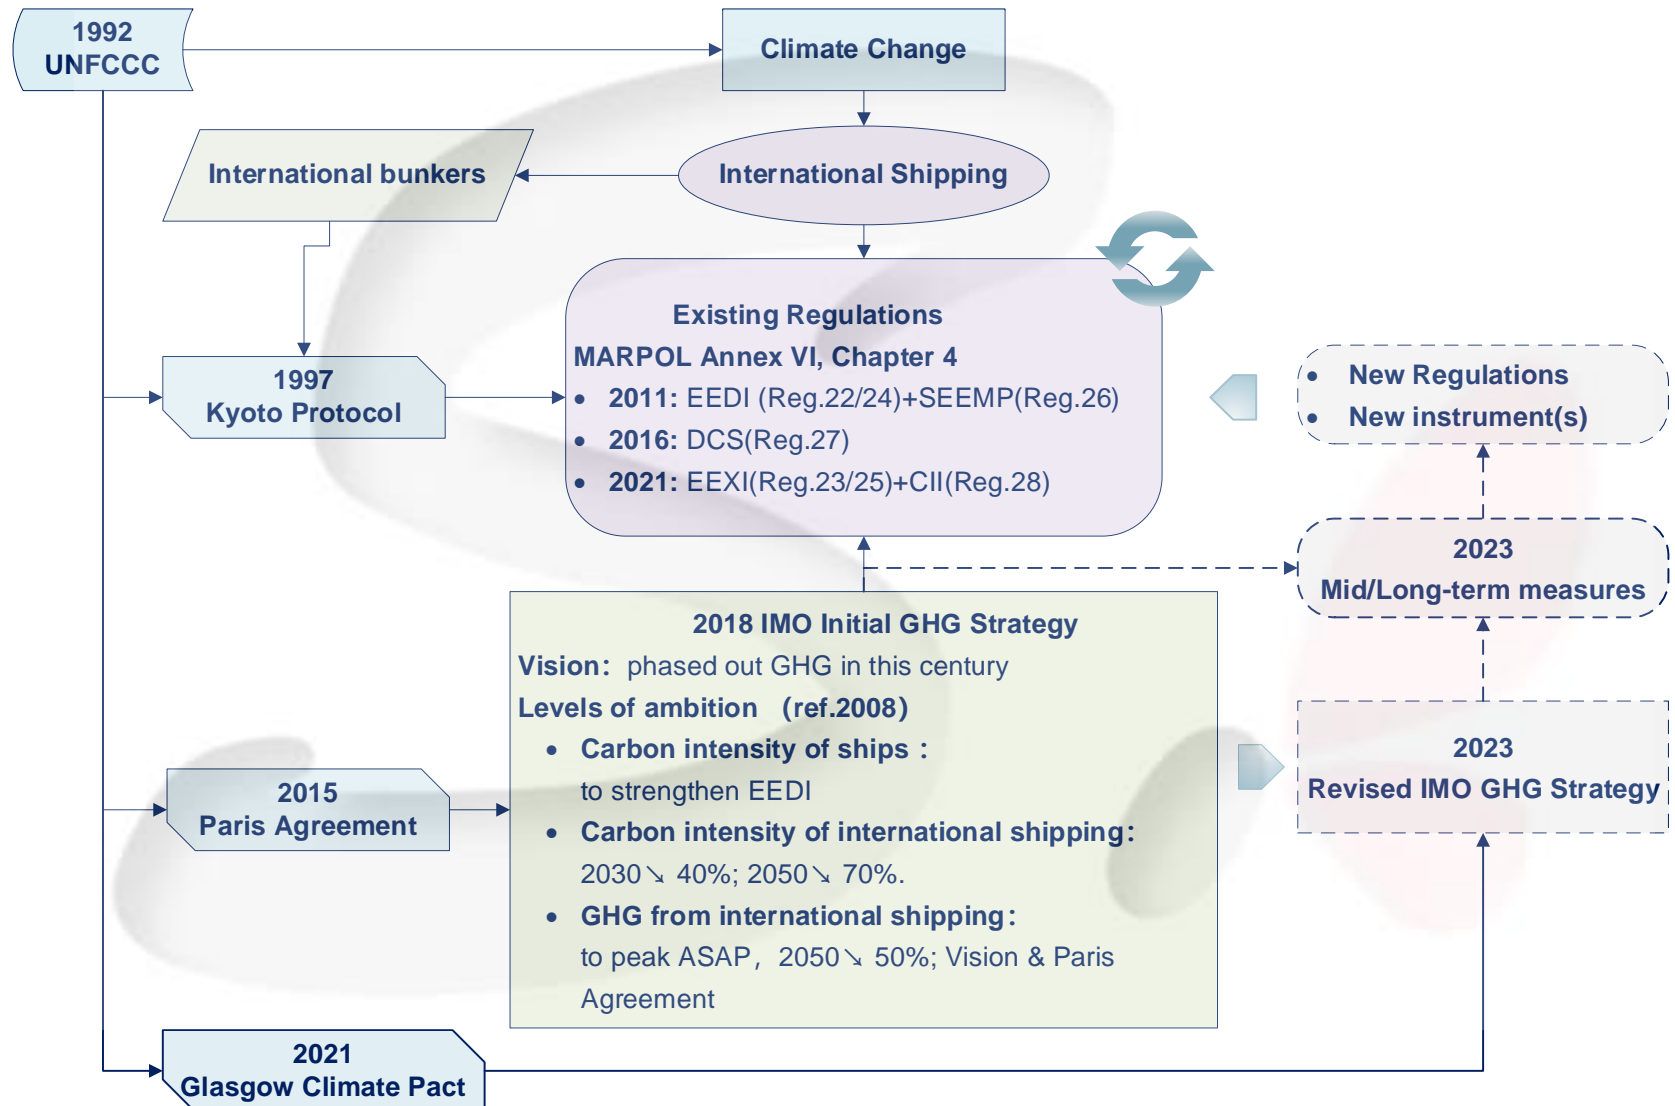 1992
UNFCCC
Climate Change
International bunkers
International Shipping
Existing Regulations
MARPOL Annex VI, Chapter 4
• 2011: EEDI (Reg.22/24)+SEEMP(Reg.26)
• 2016: DCS(Reg.27)
• 2021: EEXI(Reg.23/25)+CII(Reg.28)
1997
Kyoto Protocol
• New Regulations
• New instrument(s)
2023
Mid/Long-term measures
2018 IMO Initial GHG Strategy
Vision: phased out GHG in this century
Levels of ambition (ref.2008)
• Carbon intensity of ships :
to strengthen EEDI
• Carbon intensity of international shipping:
2030↘ 40%; 2050↘ 70%.
• GHG from international shipping:
to peak ASAP, 2050↘ 50%; Vision & Paris
Agreement
2015
Paris Agreement
2023
Revised IMO GHG Strategy
2021
Glasgow Climate Pact